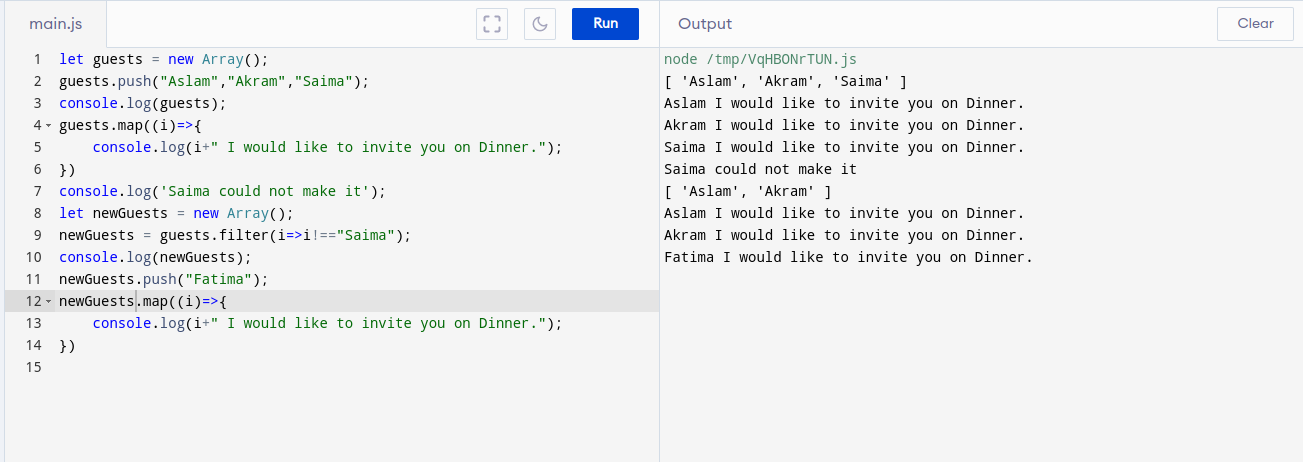 main.js
Run
1 let guests = new Array();
2 guests.push("Aslam","Akram","Saima");
3 console.log(guests);
4 guests.map((i)=>{
5     console.log(i+" I would like to invite you on Dinner.");
6 })
7 console.log('Saima could not make it');
8 let newGuests = new Array();
9 newGuests = guests.filter(i=>i!=="Saima");
10 console.log(newGuests);
11 newGuests.push("Fatima");
12 newGuests.map((i)=>{
13     console.log(i+" I would like to invite you on Dinner.");
14 })
15
Output
Clear
node /tmp/VqHBONrTUN.js
[ 'Aslam', 'Akram', 'Saima' ]
Aslam I would like to invite you on Dinner.
Akram I would like to invite you on Dinner.
Saima I would like to invite you on Dinner.
Saima could not make it
[ 'Aslam', 'Akram' ]
Aslam I would like to invite you on Dinner.
Akram I would like to invite you on Dinner.
Fatima I would like to invite you on Dinner.